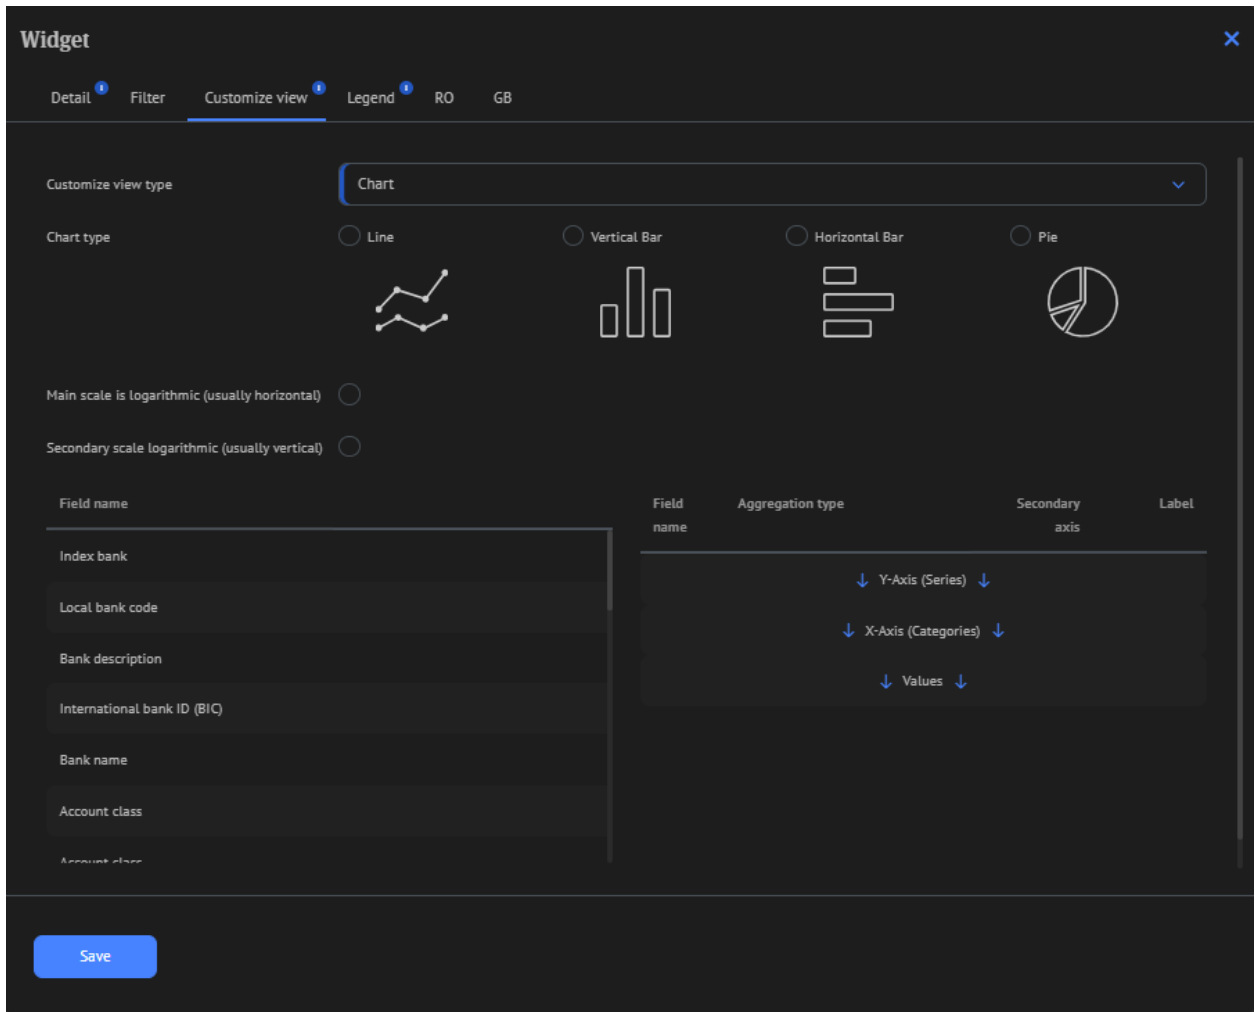 Widget
Detail Filter Customize view Legend RO GB
Customize view type Chart
Chart type Line Vertical Bar Horizontal Bar Pie
Main scale is logarithmic (usually horizontal)
Secondary scale logarithmic (usually vertical)
Field name
Index bank
Local bank code
Bank description
International bank ID (BIC)
Bank name
Account class
Account class
Field name Aggregation type Secondary axis Label
↓ Y-Axis (Series) ↓
↓ X-Axis (Categories) ↓
↓ Values ↓
Save